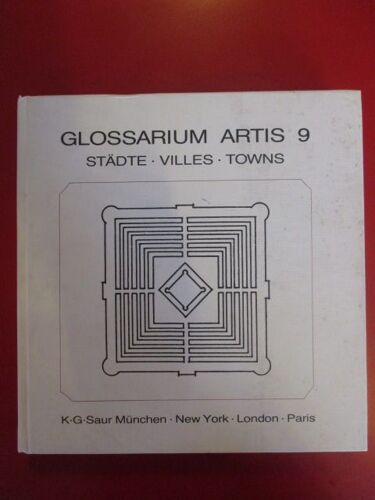 GLOSSARIUM ARTIS 9
STÄDTE · VILLES · TOWNS
K·G·Saur München · New York · London · Paris